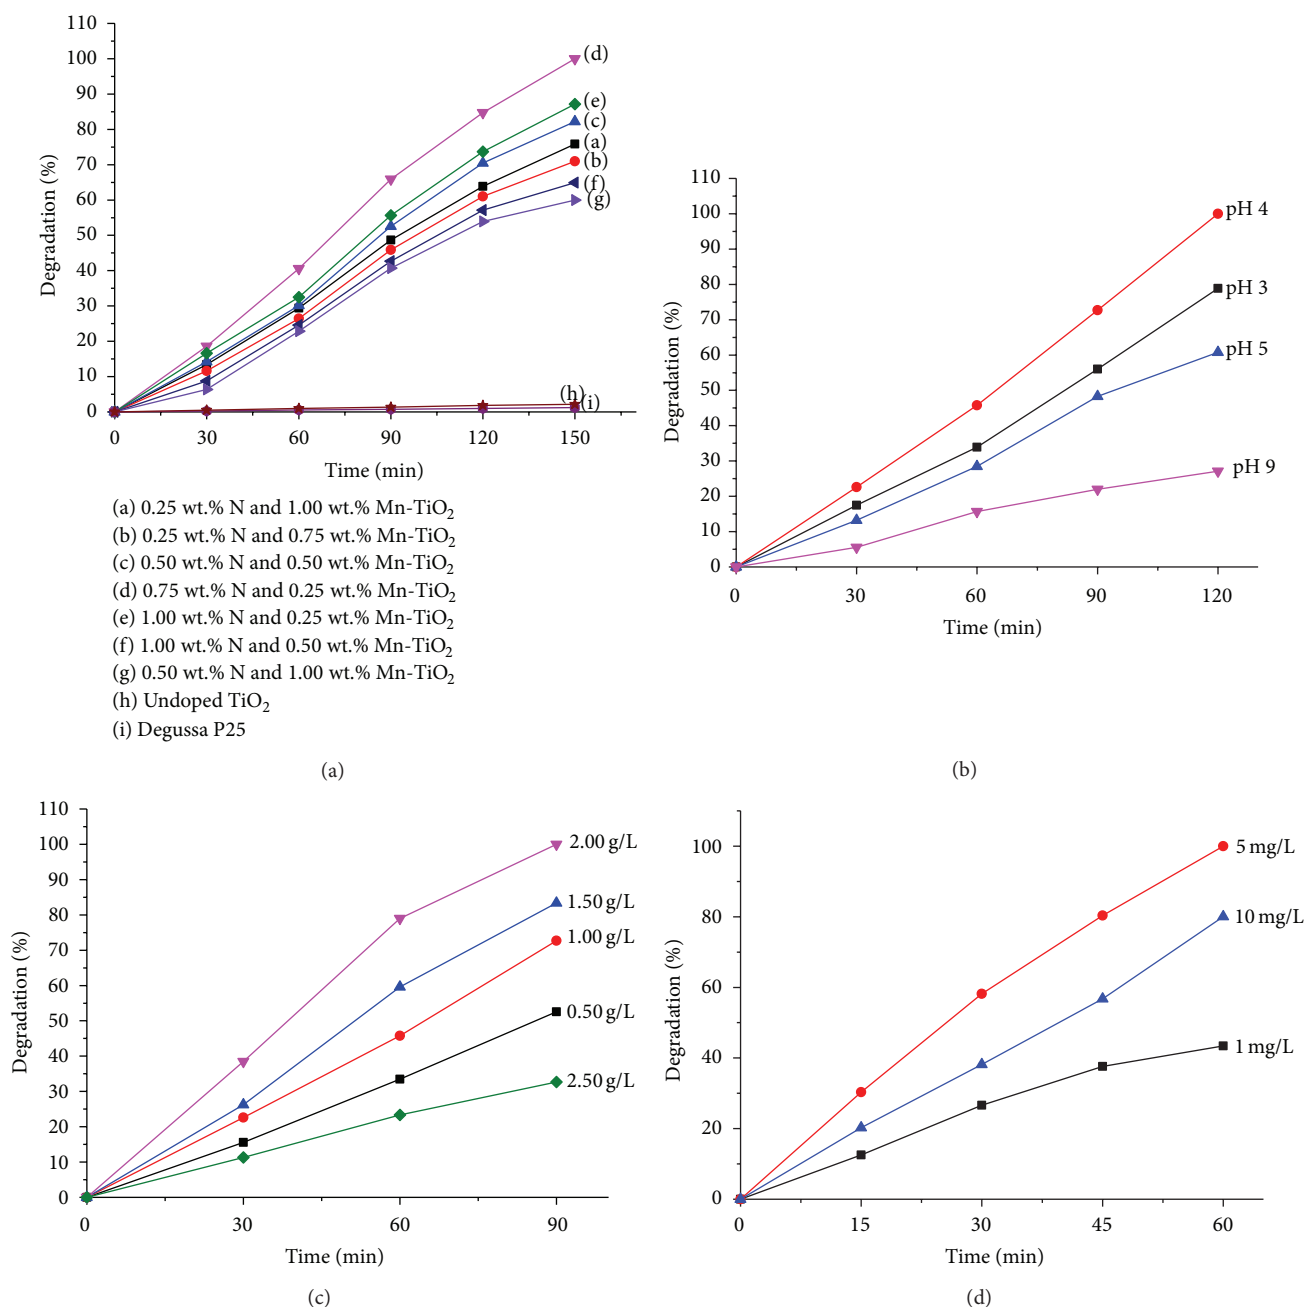 110
100
90
80
70
60
50
40
30
20
10
0
Degradation (%)
(d)
(e)
(c)
(a)
(b)
(f)
(g)
(h)
(i)
0 30 60 90 120 150
Time (min)
(a) 0.25 wt.% N and 1.00 wt.% Mn-TiO₂
(b) 0.25 wt.% N and 0.75 wt.% Mn-TiO₂
(c) 0.50 wt.% N and 0.50 wt.% Mn-TiO₂
(d) 0.75 wt.% N and 0.25 wt.% Mn-TiO₂
(e) 1.00 wt.% N and 0.25 wt.% Mn-TiO₂
(f) 1.00 wt.% N and 0.50 wt.% Mn-TiO₂
(g) 0.50 wt.% N and 1.00 wt.% Mn-TiO₂
(h) Undoped TiO₂
(i) Degussa P25
(a)
110
100
90
80
70
60
50
40
30
20
10
0
Degradation (%)
pH 4
pH 3
pH 5
pH 9
0 30 60 90 120
Time (min)
(b)
110
100
90
80
70
60
50
40
30
20
10
0
Degradation (%)
2.00 g/L
1.50 g/L
1.00 g/L
0.50 g/L
2.50 g/L
0 30 60 90
Time (min)
(c)
100
80
60
40
20
0
Degradation (%)
5 mg/L
10 mg/L
1 mg/L
0 15 30 45 60
Time (min)
(d)